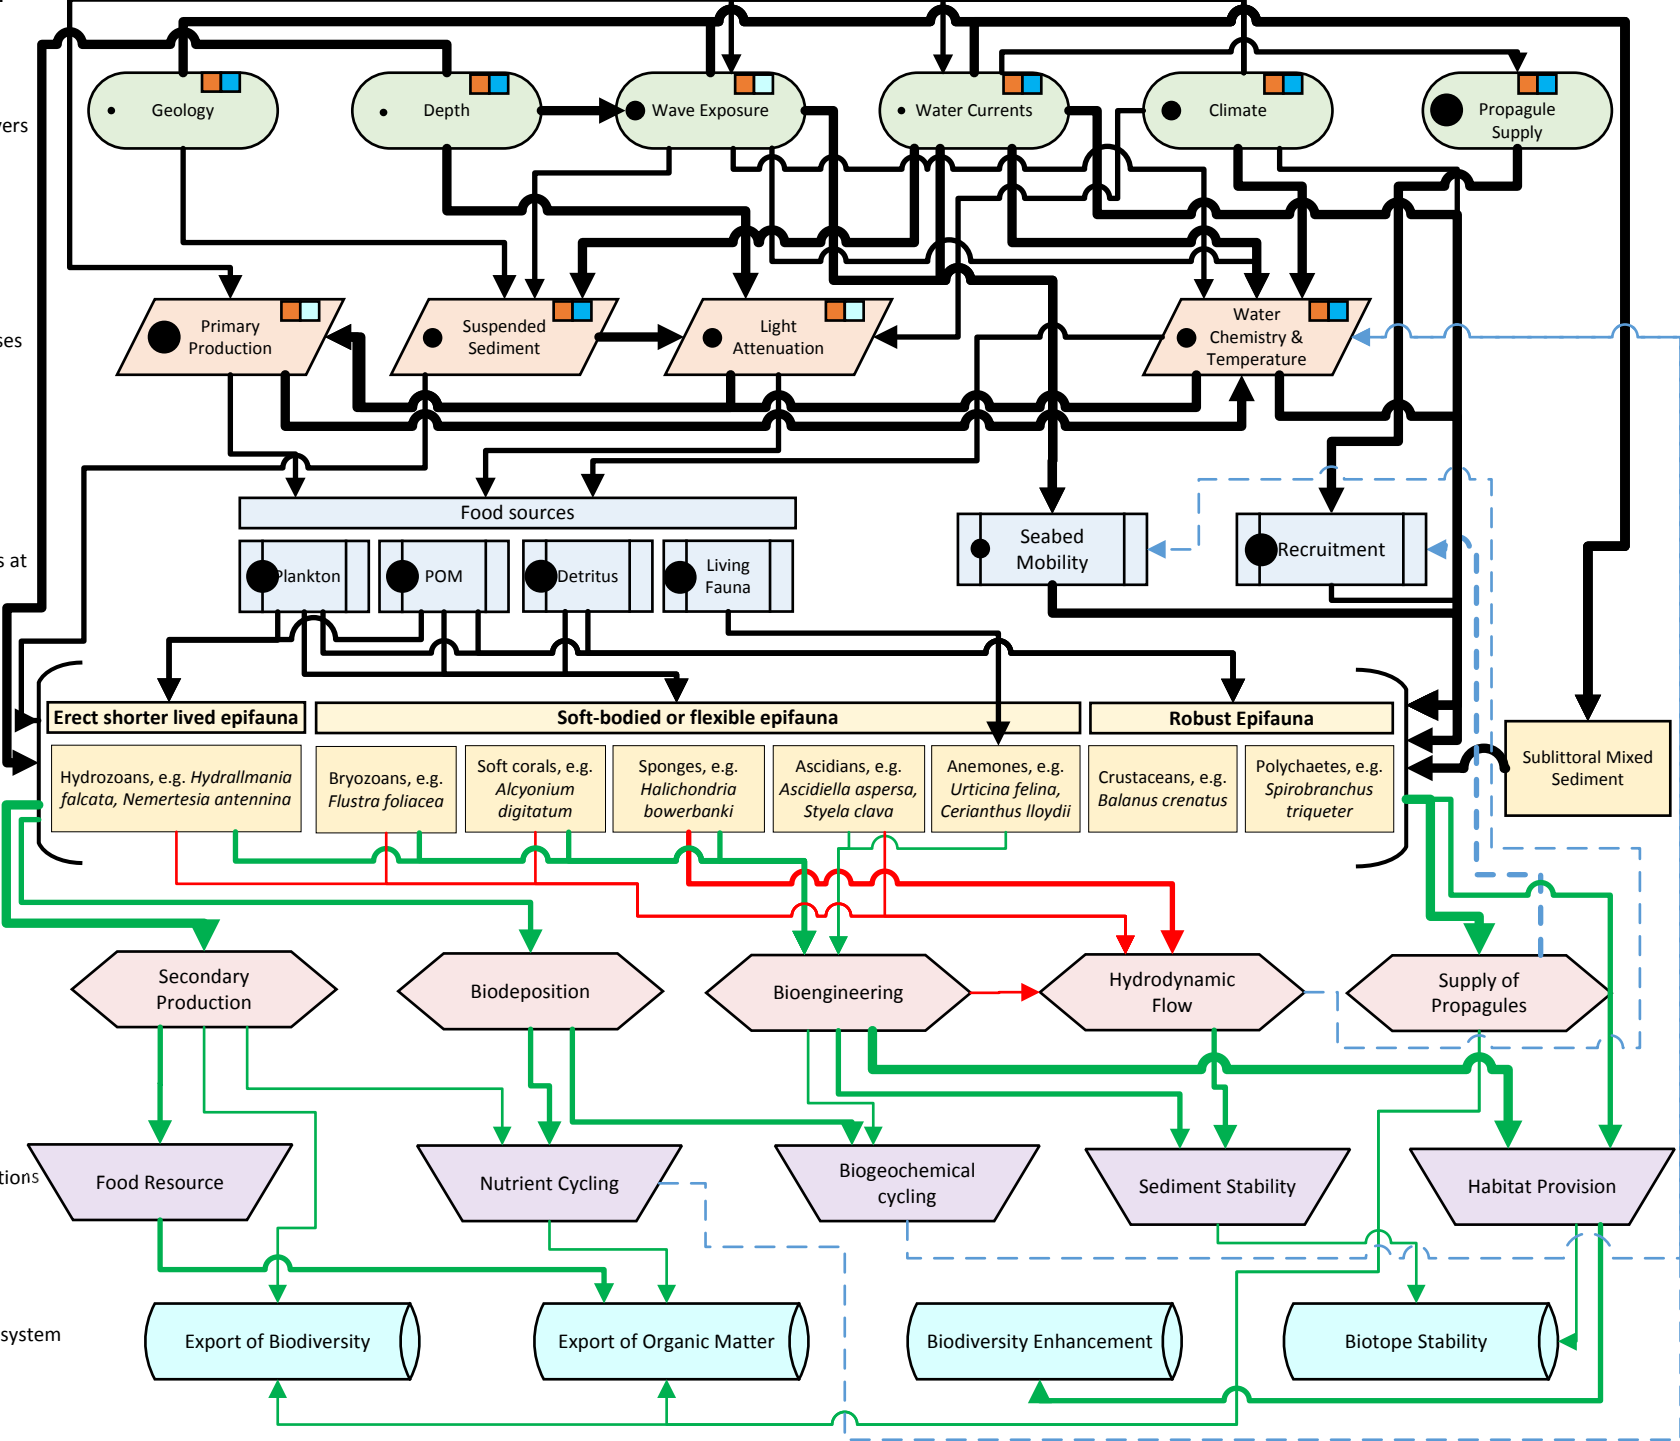 Geology
Depth
Wave Exposure
Water Currents
Climate
Propagule
Supply
vers
Primary
Production
Suspended
Sediment
Light
Attenuation
Water
Chemistry &
Temperature
ses
Food sources
Plankton
POM
Detritus
Living
Fauna
Seabed
Mobility
Recruitment
s at
Erect shorter lived epifauna
Soft-bodied or flexible epifauna
Robust Epifauna
Hydrozoans, e.g. Hydrallmania
falcata, Nemertesia antennina
Bryozoans, e.g.
Flustra foliacea
Soft corals, e.g.
Alcyonium
digitatum
Sponges, e.g.
Halichondria
bowerbanki
Ascidians, e.g.
Ascidiella aspersa,
Styela clava
Anemones, e.g.
Urticina felina,
Cerianthus lloydii
Crustaceans, e.g.
Balanus crenatus
Polychaetes, e.g.
Spirobranchus
triqueter
Sublittoral Mixed
Sediment
Secondary
Production
Biodeposition
Bioengineering
Hydrodynamic
Flow
Supply of
Propagules
tions
Food Resource
Nutrient Cycling
Biogeochemical
cycling
Sediment Stability
Habitat Provision
system
Export of Biodiversity
Export of Organic Matter
Biodiversity Enhancement
Biotope Stability